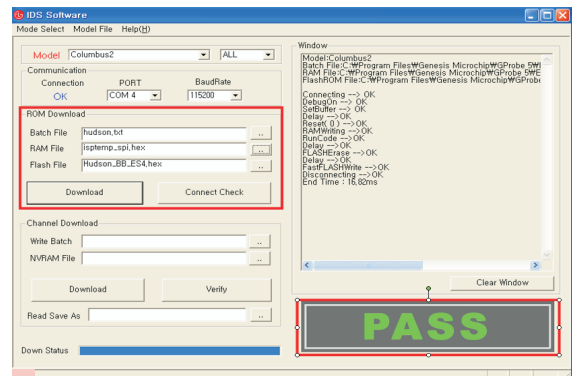 IDS Software
Mode Select Model File Help(H)
Model Columbus2 ALL
Communication
Connection PORT BaudRate
OK COM 4 115200
ROM Download
Batch File hudson,txt ..
RAM File isptemp_spi,hex ..
Flash File Hudson_BB_ES4,hex ..
Download Connect Check
Channel Download
Write Batch ..
NVRAM File ..
Download Verify
Read Save As ..
Down Status
Window
Model:Columbus2
Batch File:C:₩Program Files₩Genesis Microchip₩GProbe 5₩
RAM File:C:₩Program Files₩Genesis Microchip₩GProbe 5₩E
FlashROM File:C:₩Program Files₩Genesis Microchip₩GProbe
Connecting --> OK
DebugOn --> OK
SetBuffer --> OK
Delay --> OK
Reset( 0 ) -->OK
RAMWriting -->OK
RunCode --> OK
Delay -->OK
FLASHErase -->OK
Delay -->OK
FastFLASHWrite -->OK
Disconnecting -->OK
End Time : 16,82ms
Clear Window
PASS